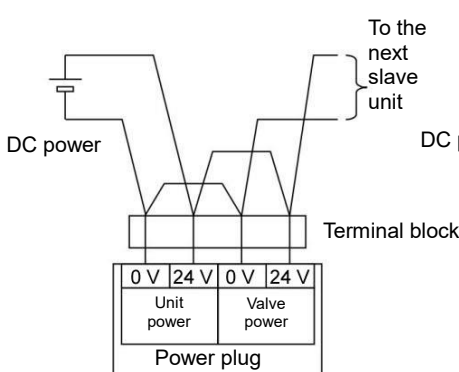 To the
next
slave
unit
DC power
DC
Terminal block
0 V 24 V 0 V 24 V
Unit
power
Valve
power
Power plug